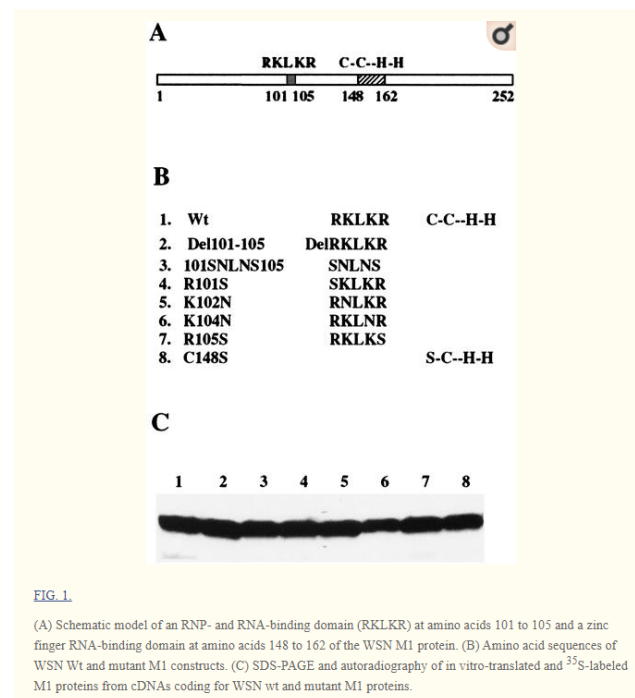 A
RKLKR C-C--H-H
1 101 105 148 162 252
B
1. Wt RKLKR C-C--H-H
2. Del101-105 DelRKLKR
3. 101SNLNS105 SNLNS
4. R101S SKLKR
5. K102N RNLKR
6. K104N RKLNR
7. R105S RKLKS
8. C148S S-C--H-H
C
1 2 3 4 5 6 7 8
FIG. 1.
(A) Schematic model of an RNP- and RNA-binding domain (RKLKR) at amino acids 101 to 105 and a zinc
finger RNA-binding domain at amino acids 148 to 162 of the WSN M1 protein. (B) Amino acid sequences of
WSN Wt and mutant M1 constructs. (C) SDS-PAGE and autoradiography of in vitro-translated and ³⁵S-labeled
M1 proteins from cDNAs coding for WSN wt and mutant M1 proteins.